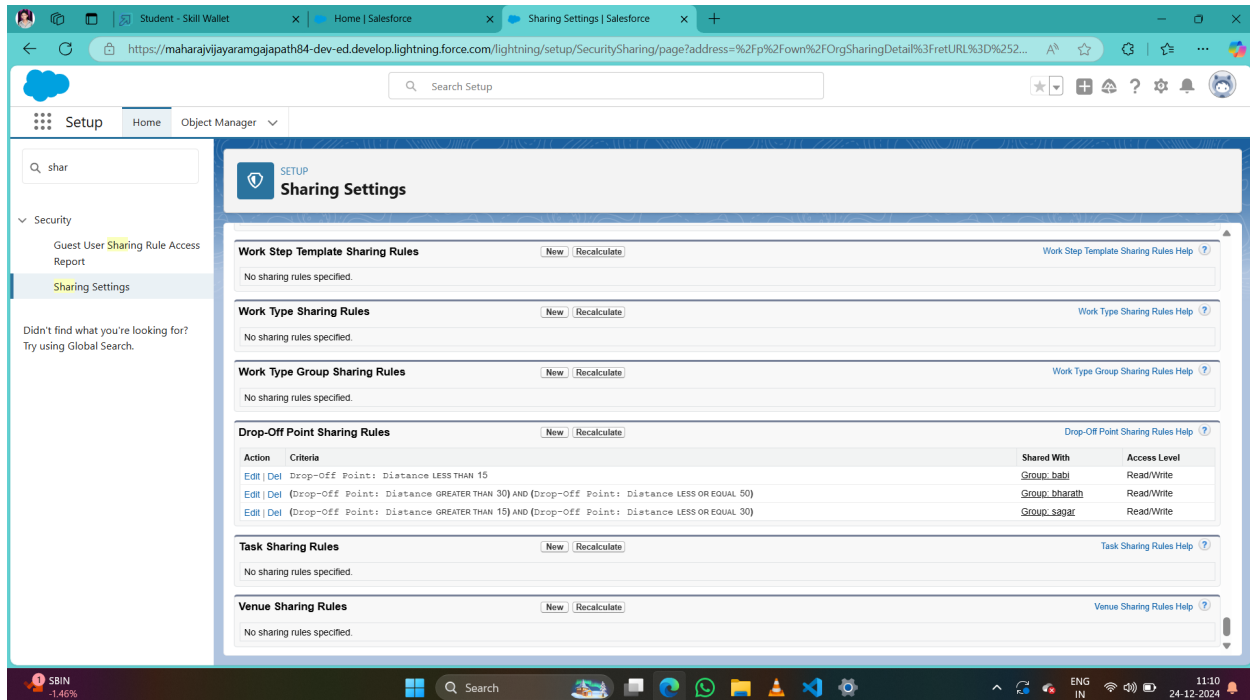 Student - Skill Wallet
Home | Salesforce
Sharing Settings | Salesforce
https://maharajvijayaramgajapath84-dev-ed.develop.lightning.force.com/lightning/setup/SecuritySharing/page?address=%2Fp%2Fown%2FOrgSharingDetail%3FretURL%3D%252...
Search Setup
Setup
Home
Object Manager
shar
Security
Guest User Sharing Rule Access
Report
Sharing Settings
Didn't find what you're looking for?
Try using Global Search.
SETUP
Sharing Settings
Work Step Template Sharing Rules New Recalculate Work Step Template Sharing Rules Help ?
No sharing rules specified.
Work Type Sharing Rules New Recalculate Work Type Sharing Rules Help ?
No sharing rules specified.
Work Type Group Sharing Rules New Recalculate Work Type Group Sharing Rules Help ?
No sharing rules specified.
Drop-Off Point Sharing Rules New Recalculate Drop-Off Point Sharing Rules Help ?
Action Criteria Shared With Access Level
Edit | Del Drop-Off Point: Distance LESS THAN 15 Group: babi Read/Write
Edit | Del (Drop-Off Point: Distance GREATER THAN 30) AND (Drop-Off Point: Distance LESS OR EQUAL 50) Group: bharath Read/Write
Edit | Del (Drop-Off Point: Distance GREATER THAN 15) AND (Drop-Off Point: Distance LESS OR EQUAL 30) Group: sagar Read/Write
Task Sharing Rules New Recalculate Task Sharing Rules Help ?
No sharing rules specified.
Venue Sharing Rules New Recalculate Venue Sharing Rules Help ?
No sharing rules specified.
1
SBIN
-1.46%
Search
ENG
IN
11:10
24-12-2024